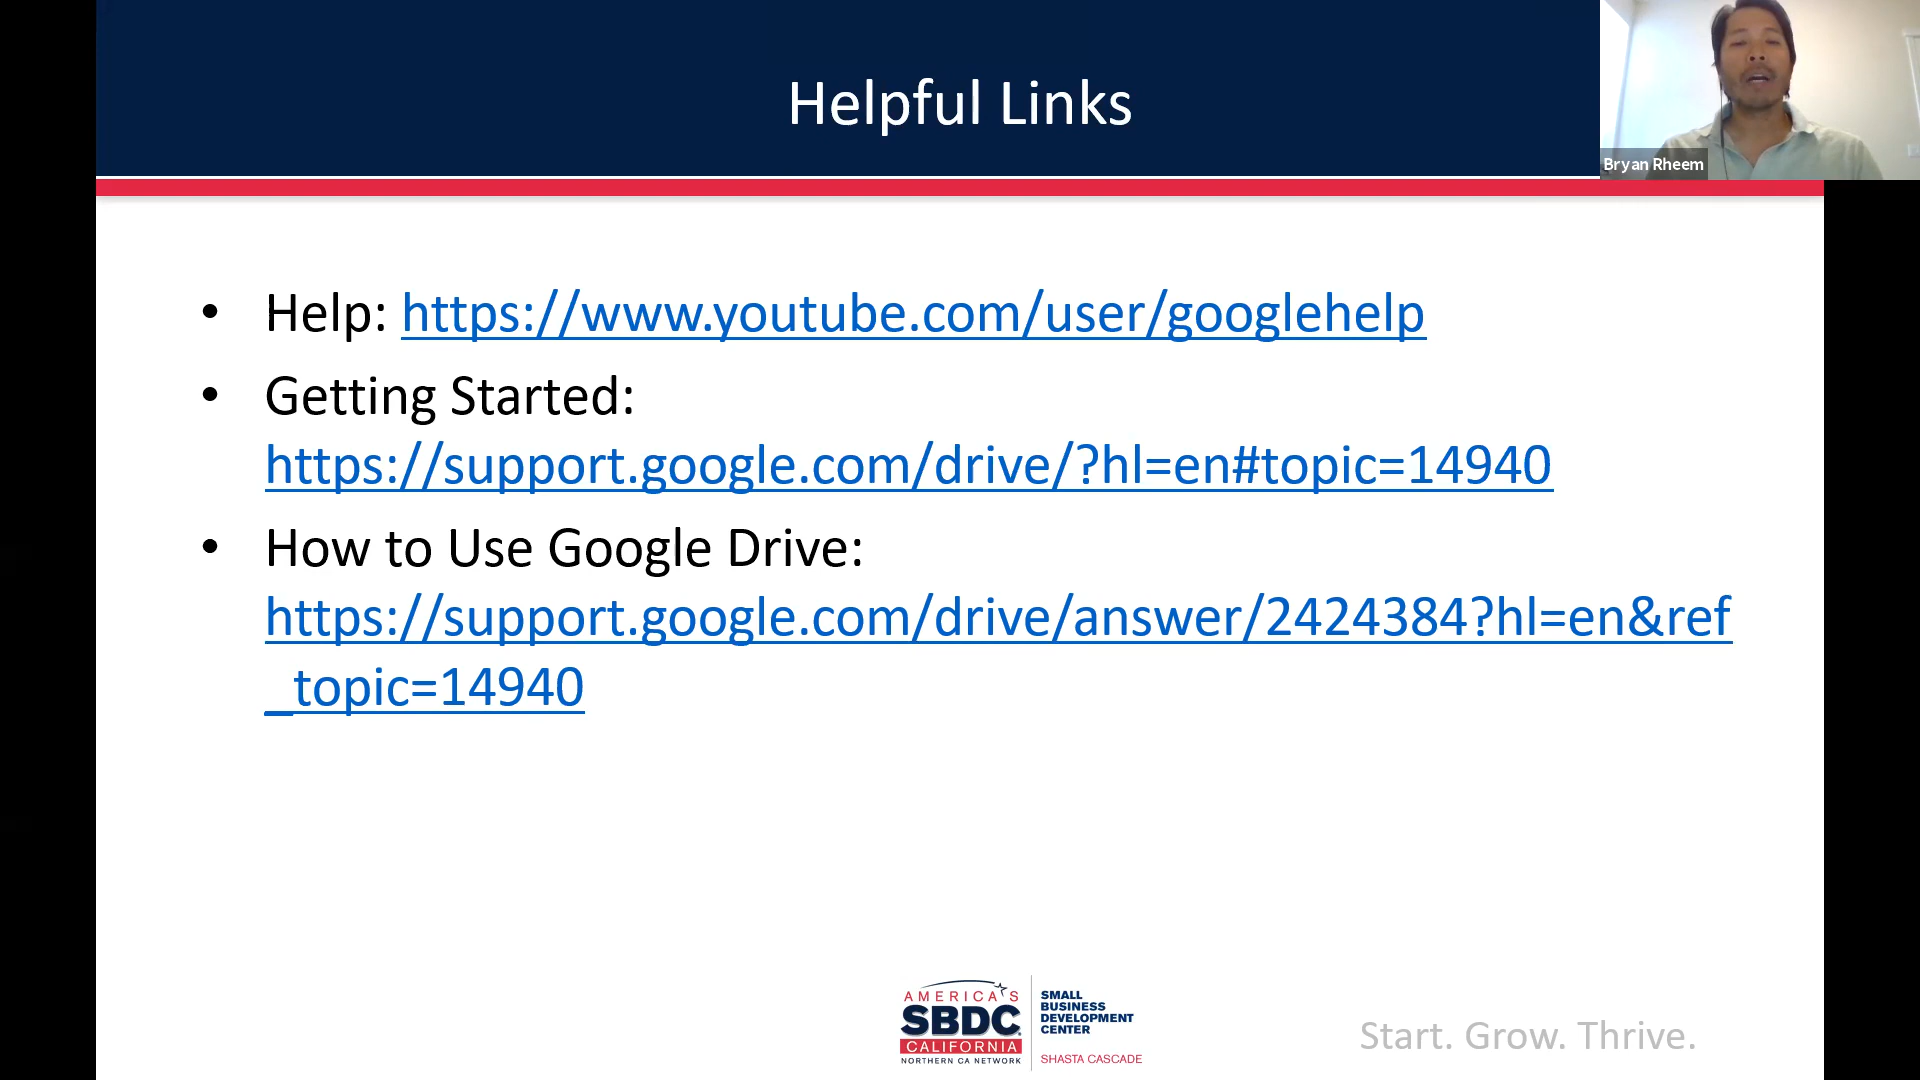 Helpful Links
Bryan Rheem
• Help: https://www.youtube.com/user/googlehelp
• Getting Started:
https://support.google.com/drive/?hl=en#topic=14940
• How to Use Google Drive:
https://support.google.com/drive/answer/2424384?hl=en&ref
_topic=14940
AMERICA'S
SBDC
CALIFORNIA
NORTHERN CA NETWORK
SMALL
BUSINESS
DEVELOPMENT
CENTER
SHASTA CASCADE
Start. Grow. Thrive.